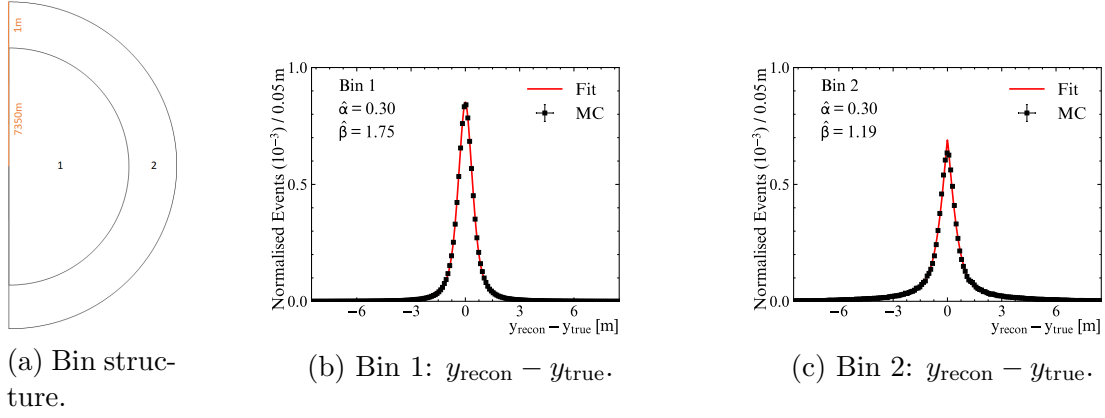 1m
7350m
1
2
(a) Bin struc-
ture.
Normalised Events (10⁻³) / 0.05 m
1.0
0.5
0.0
Bin 1
α̂ = 0.30
β̂ = 1.75
Fit
MC
−6 −3 0 3 6
y_recon − y_true [m]
(b) Bin 1: y_recon − y_true.
Normalised Events (10⁻³) / 0.05 m
1.0
0.5
0.0
Bin 2
α̂ = 0.30
β̂ = 1.19
Fit
MC
−6 −3 0 3 6
y_recon − y_true [m]
(c) Bin 2: y_recon − y_true.